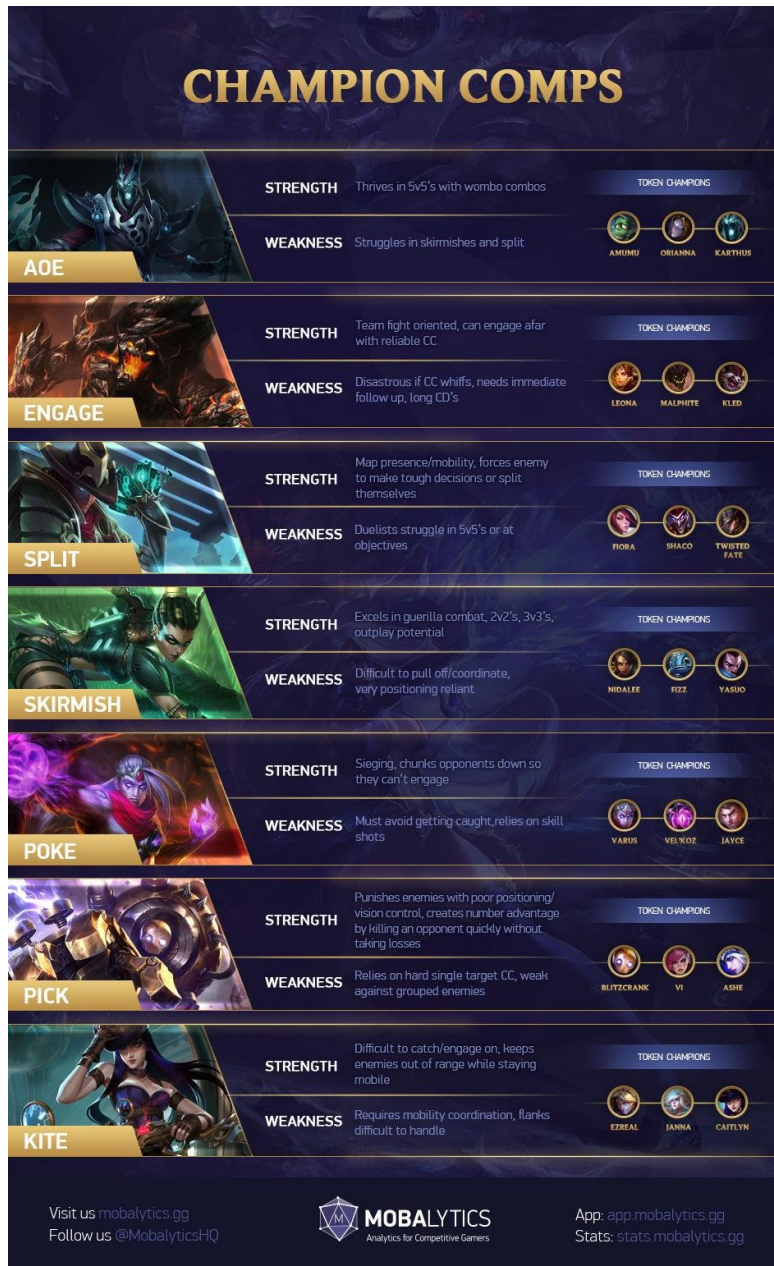 CHAMPION COMPS
AOE
STRENGTH
Thrives in 5v5's with wombo combos
WEAKNESS
Struggles in skirmishes and split
TOKEN CHAMPIONS
AMUMU
ORIANNA
KARTHUS
ENGAGE
STRENGTH
Team fight oriented, can engage afar
with reliable CC
WEAKNESS
Disastrous if CC whiffs, needs immediate
follow up, long CD's
TOKEN CHAMPIONS
LEONA
MALPHITE
KLED
SPLIT
STRENGTH
Map presence/mobility, forces enemy
to make tough decisions or split
themselves
WEAKNESS
Duelists struggle in 5v5's or at
objectives
TOKEN CHAMPIONS
FIORA
SHACO
TWISTED
FATE
SKIRMISH
STRENGTH
Excels in guerilla combat, 2v2's, 3v3's,
outplay potential
WEAKNESS
Difficult to pull off/coordinate,
very positioning reliant
TOKEN CHAMPIONS
NIDALEE
FIZZ
YASUO
POKE
STRENGTH
Sieging, chunks opponents down so
they can't engage
WEAKNESS
Must avoid getting caught,relies on skill
shots
TOKEN CHAMPIONS
VARUS
VEL'KOZ
JAYCE
PICK
STRENGTH
Punishes enemies with poor positioning/
vision control, creates number advantage
by killing an opponent quickly without
taking losses
WEAKNESS
Relies on hard single target CC, weak
against grouped enemies
TOKEN CHAMPIONS
BLITZCRANK
VI
ASHE
KITE
STRENGTH
Difficult to catch/engage on, keeps
enemies out of range while staying
mobile
WEAKNESS
Requires mobility coordination, flanks
difficult to handle
TOKEN CHAMPIONS
EZREAL
JANNA
CAITLYN
Visit us mobalytics.gg
Follow us @MobalyticsHQ
M
MOBALYTICS
Analytics for Competitive Gamers
App: app.mobalytics.gg
Stats: stats.mobalytics.gg